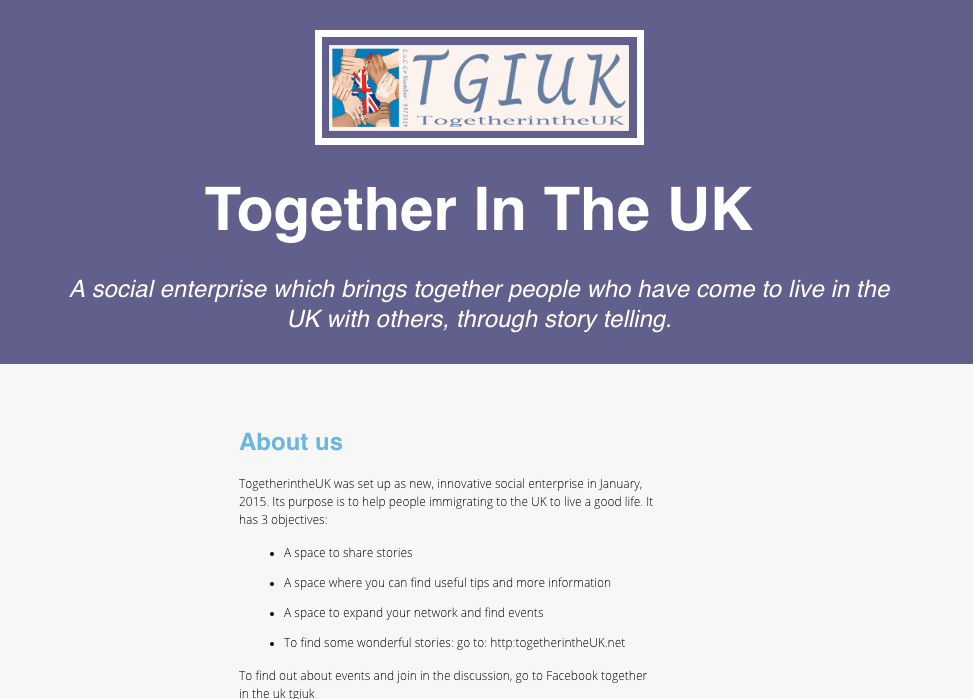 TGIUK
TogetherintheUK
Together In The UK
A social enterprise which brings together people who have come to live in the
UK with others, through story telling.
About us
TogetherintheUK was set up as new, innovative social enterprise in January,
2015. Its purpose is to help people immigrating to the UK to live a good life. It
has 3 objectives:
A space to share stories
A space where you can find useful tips and more information
A space to expand your network and find events
To find some wonderful stories: go to: http:togetherintheUK.net
To find out about events and join in the discussion, go to Facebook together
in the uk tgiuk